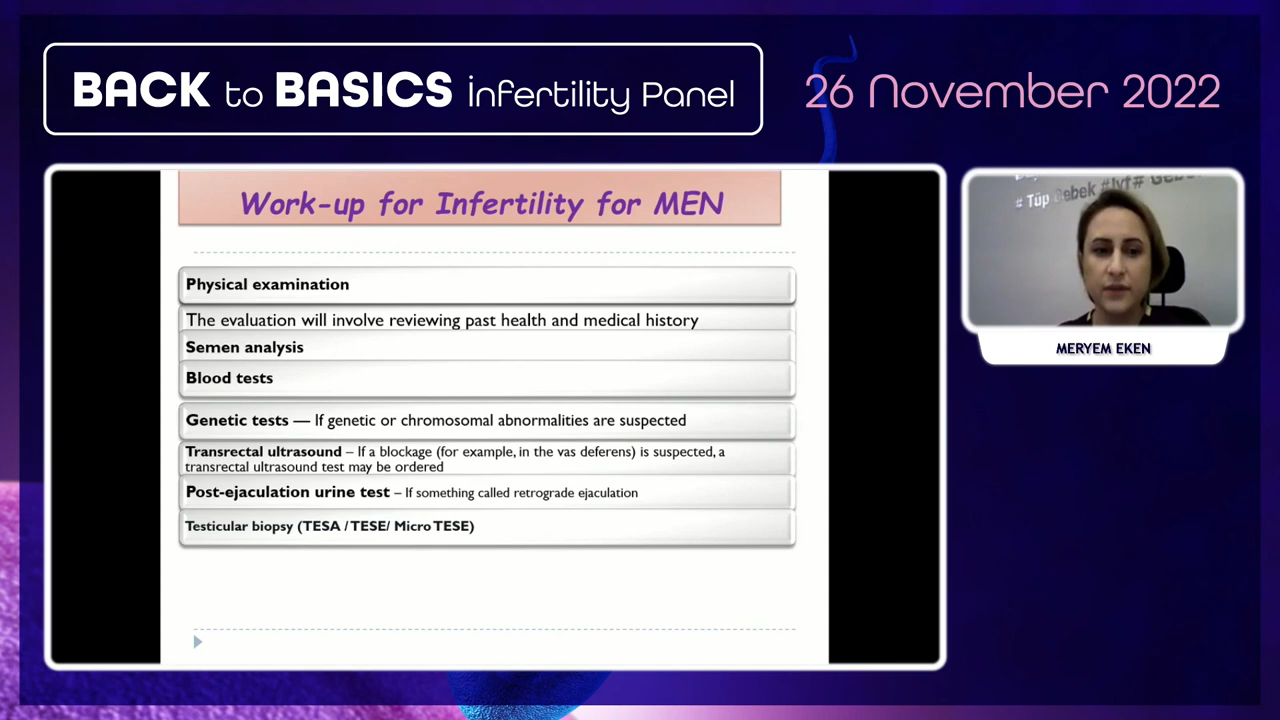 BACK to BASICS infertility Panel
26 November 2022
Work-up for Infertility for MEN
Physical examination
The evaluation will involve reviewing past health and medical history
Semen analysis
Blood tests
Genetic tests — If genetic or chromosomal abnormalities are suspected
Transrectal ultrasound – If a blockage (for example, in the vas deferens) is suspected, a
transrectal ultrasound test may be ordered
Post-ejaculation urine test – If something called retrograde ejaculation
Testicular biopsy (TESA / TESE/ Micro TESE)
# Tüp Bebek #Ivf#
MERYEM EKEN